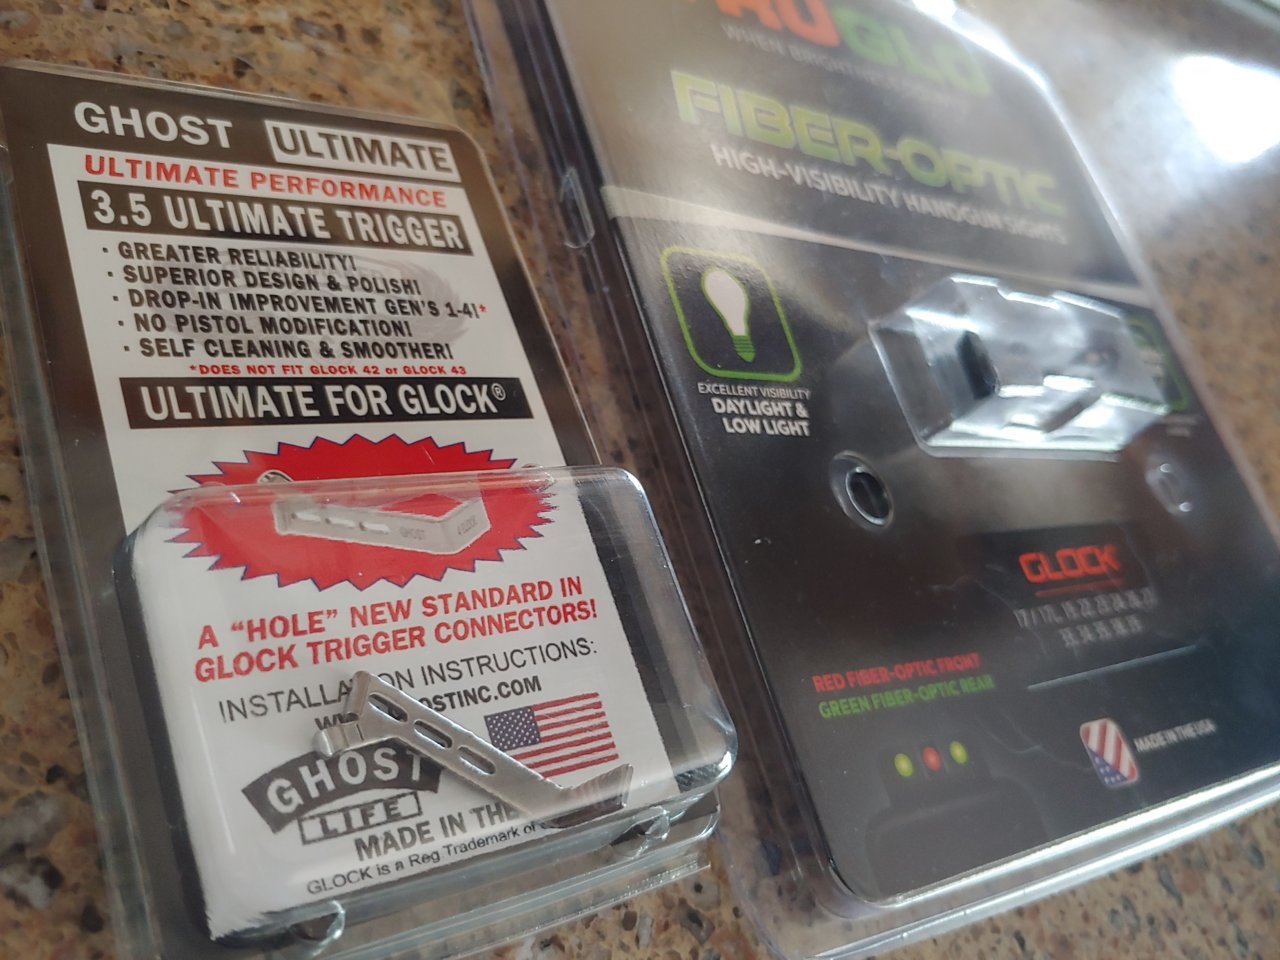 GHOST ULTIMATE
ULTIMATE PERFORMANCE
3.5 ULTIMATE TRIGGER
· GREATER RELIABILITY!
· SUPERIOR DESIGN & POLISH!
· DROP-IN IMPROVEMENT GEN'S 1-4!*
· NO PISTOL MODIFICATION!
· SELF CLEANING & SMOOTHER!
*DOES NOT FIT GLOCK 42 or GLOCK 43
ULTIMATE FOR GLOCK®
GHOST
A "HOLE" NEW STANDARD IN
GLOCK TRIGGER CONNECTORS!
INSTALLATION INSTRUCTIONS:
GHOST
LIFE
MADE IN THE
GLOCK is a Reg Trademark of
WHEN BRIGHTNESS
FIBER-OPTIC
HIGH-VISIBILITY HANDGUN SIGHTS
EXCELLENT VISIBILITY
DAYLIGHT &
LOW LIGHT
GLOCK
RED FIBER-OPTIC FRONT
GREEN FIBER-OPTIC REAR
MADE IN THE USA